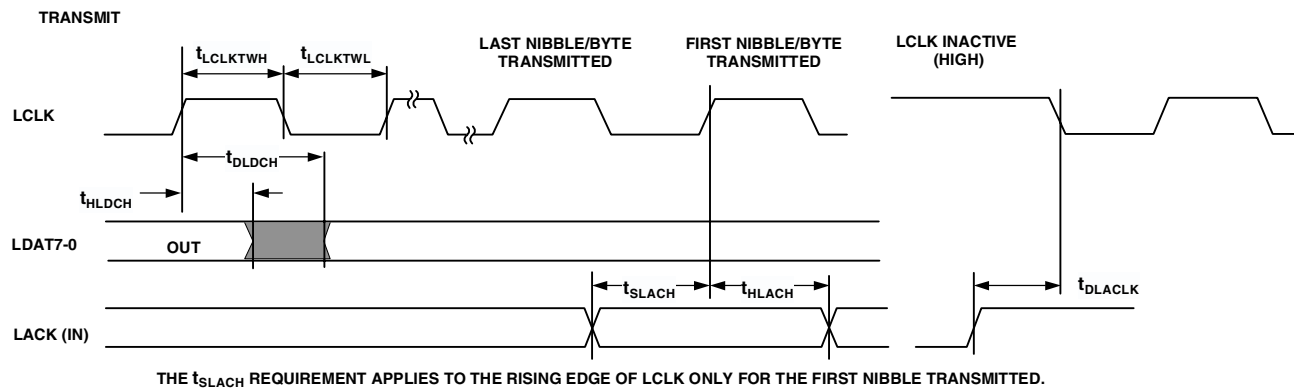 TRANSMIT
tLCLKTWH
tLCLKTWL
LAST NIBBLE/BYTE
TRANSMITTED
FIRST NIBBLE/BYTE
TRANSMITTED
LCLK INACTIVE
(HIGH)
LCLK
tDLDCH
tHLDCH
LDAT7-0
OUT
tSLACH
tHLACH
tDLACLK
LACK (IN)
THE tSLACH REQUIREMENT APPLIES TO THE RISING EDGE OF LCLK ONLY FOR THE FIRST NIBBLE TRANSMITTED.